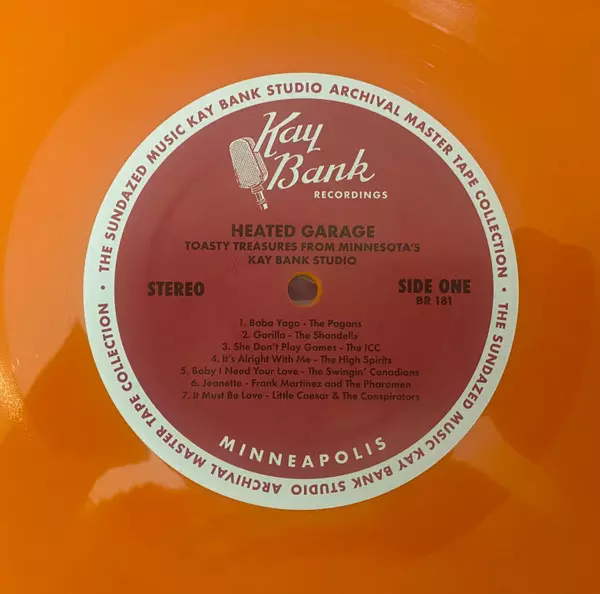 THE SUNDAZED MUSIC KAY BANK STUDIO ARCHIVAL MASTER TAPE COLLECTION •
THE SUNDAZED MUSIC KAY BANK STUDIO ARCHIVAL MASTER TAPE COLLECTION •
Kay
Bank
RECORDINGS
HEATED GARAGE
TOASTY TREASURES FROM MINNESOTA'S
KAY BANK STUDIO
STEREO
SIDE ONE
BR 181
1. Baba Yaga - The Pagans
2. Gorilla - The Shandells
3. She Don't Play Games - The ICC
4. It's Alright With Me - The High Spirits
5. Baby I Need Your Love - The Swingin' Canadians
6. Jeanette - Frank Martinez and The Pharomen
7. It Must Be Love - Little Caesar & The Conspirators
MINNEAPOLIS